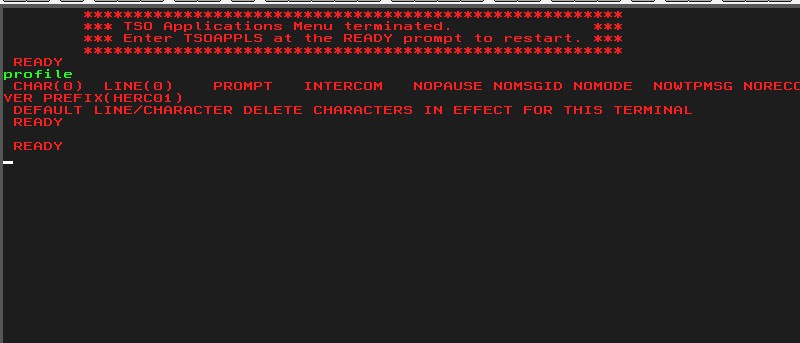 *****************************************************
*** TSO Applications Menu terminated. ***
*** Enter TSOAPPLS at the READY prompt to restart. ***
*****************************************************
READY
profile
CHAR(0) LINE(0) PROMPT INTERCOM NOPAUSE NOMSGID NOMODE NOWTPMSG NORECO
VER PREFIX(HERC01)
DEFAULT LINE/CHARACTER DELETE CHARACTERS IN EFFECT FOR THIS TERMINAL
READY
READY